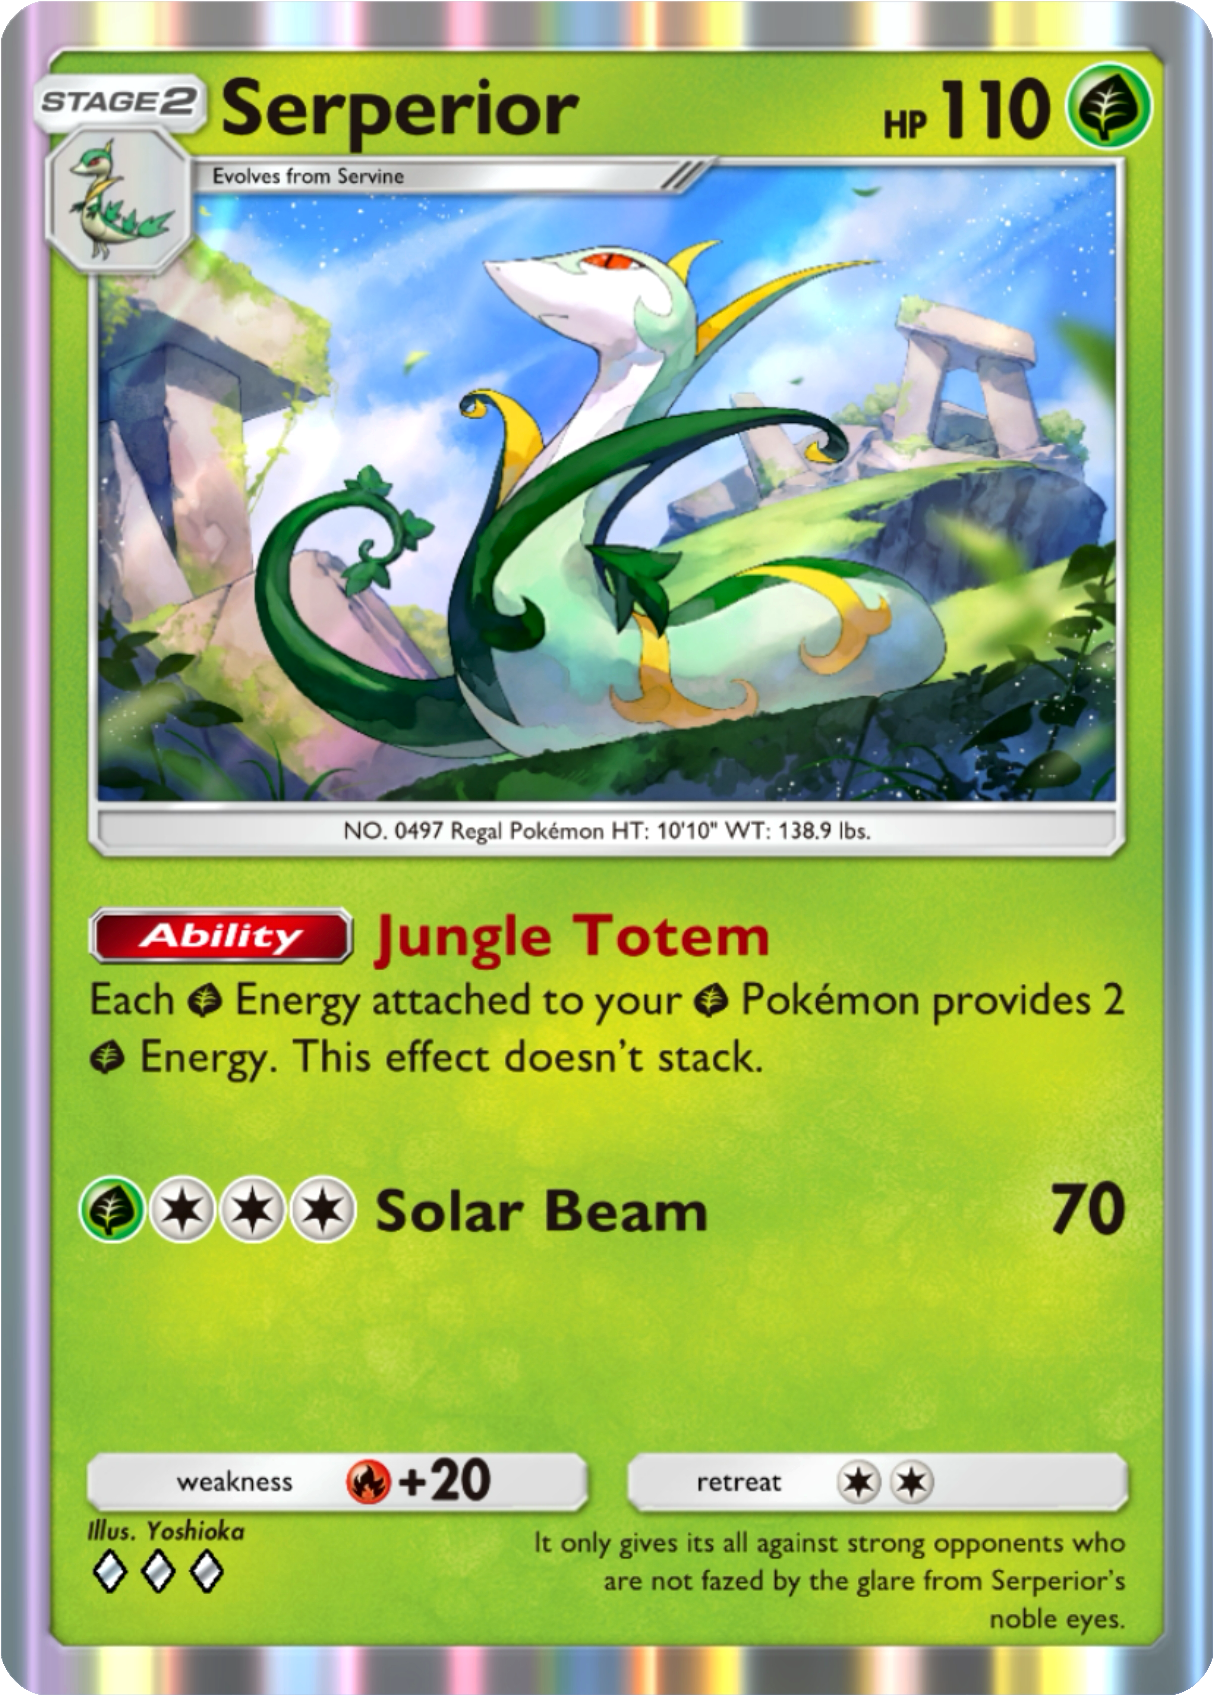 STAGE2 Serperior HP 110
Evolves from Servine
NO. 0497 Regal Pokémon HT: 10'10" WT: 138.9 lbs.
Ability Jungle Totem
Each Energy attached to your Pokémon provides 2
Energy. This effect doesn't stack.
Solar Beam 70
weakness +20 retreat
Illus. Yoshioka
It only gives its all against strong opponents who
are not fazed by the glare from Serperior's
noble eyes.